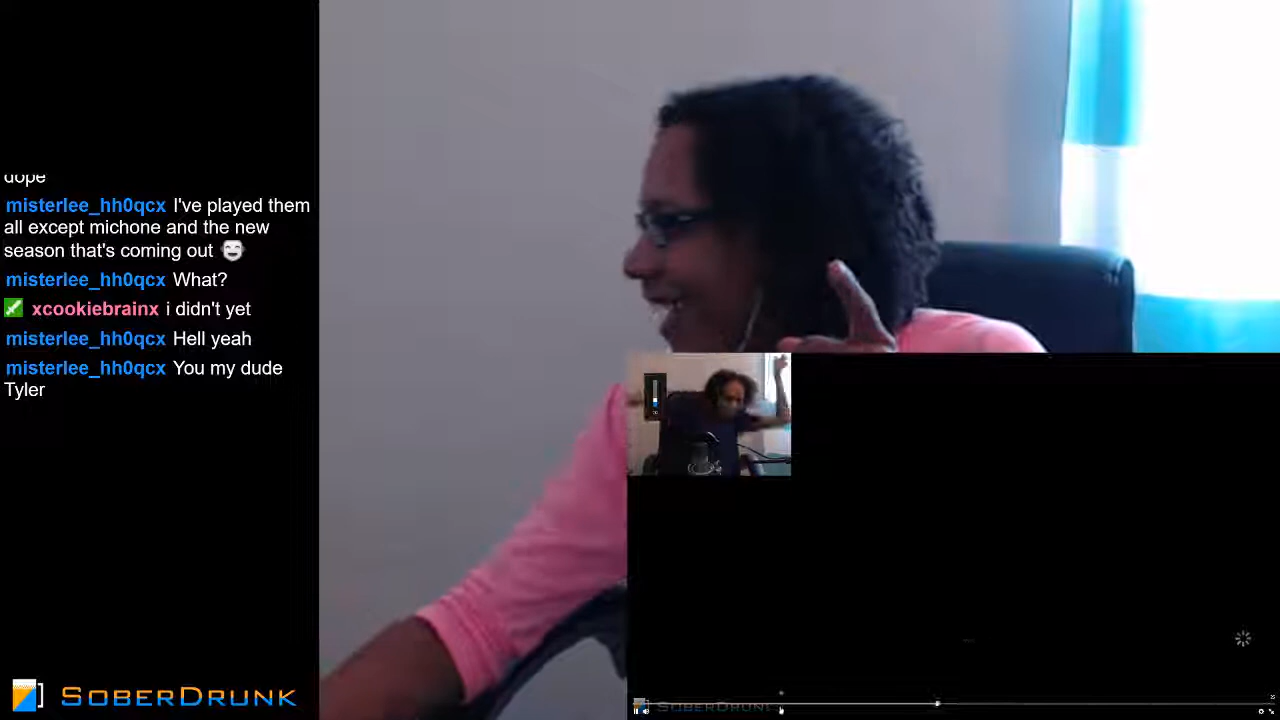 dope
misterlee_hh0qcx I've played them
all except michone and the new
season that's coming out
misterlee_hh0qcx What?
xcookiebrainx i didn't yet
misterlee_hh0qcx Hell yeah
misterlee_hh0qcx You my dude
Tyler
SOBERDRUNK
SOBERDRUNK